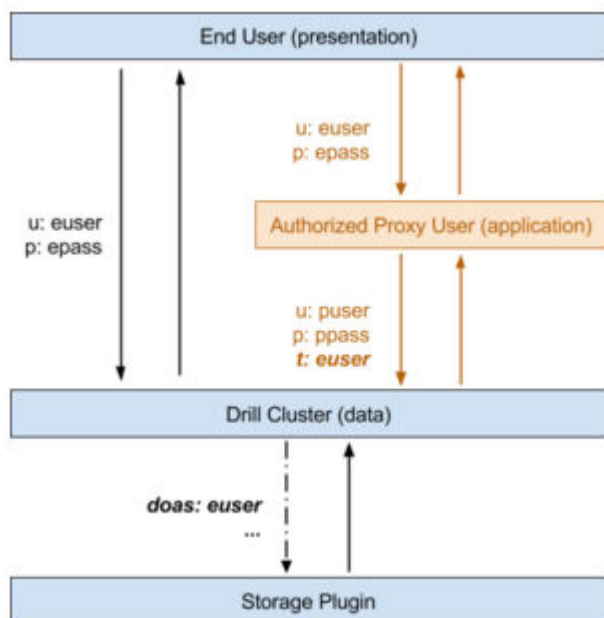 End User (presentation)
u: euser
p: epass
u: euser
p: epass
Authorized Proxy User (application)
u: puser
p: ppass
t: euser
Drill Cluster (data)
doas: euser
...
Storage Plugin